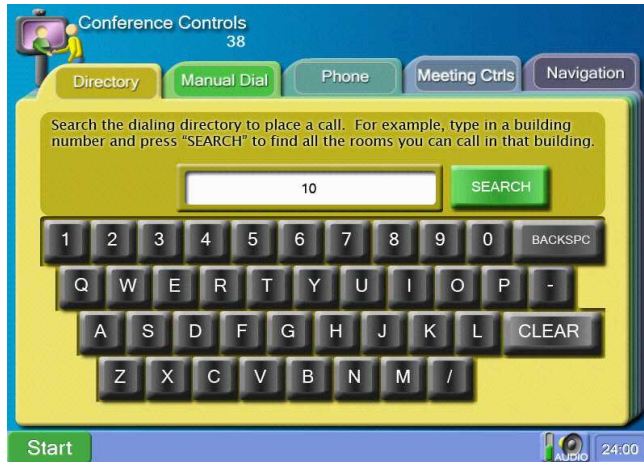 Conference Controls
38
Directory
Manual Dial
Phone
Meeting Ctrls
Navigation
Search the dialing directory to place a call. For example, type in a building
number and press “SEARCH” to find all the rooms you can call in that building.
10
SEARCH
1 2 3 4 5 6 7 8 9 0 BACKSPC
Q W E R T Y U I O P -
A S D F G H J K L CLEAR
Z X C V B N M /
Start
AUDIO
24:00